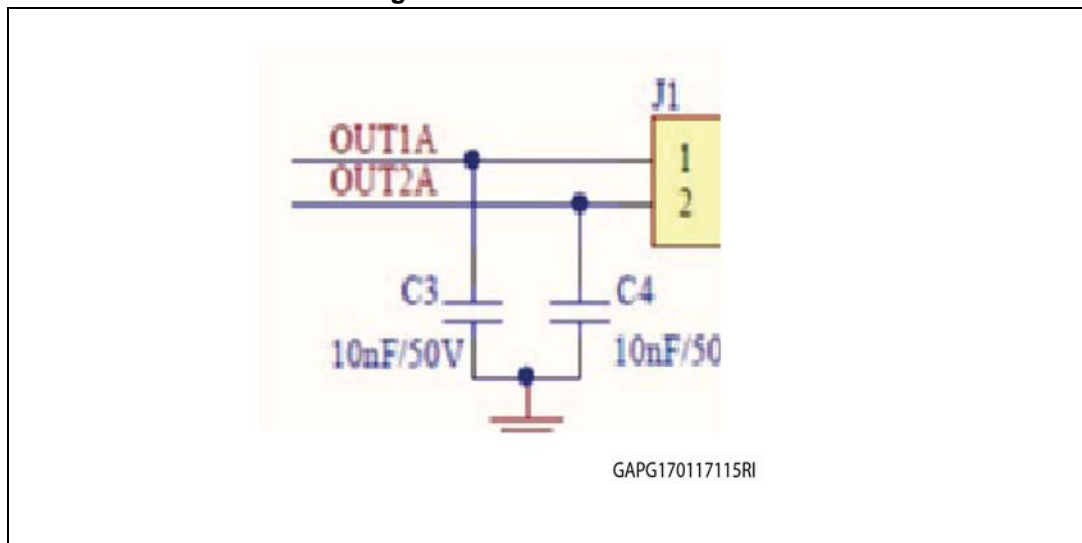 J1
OUT1A
1
OUT2A
2
C3
C4
10nF/50V
10nF/50
GAPG170117115RI